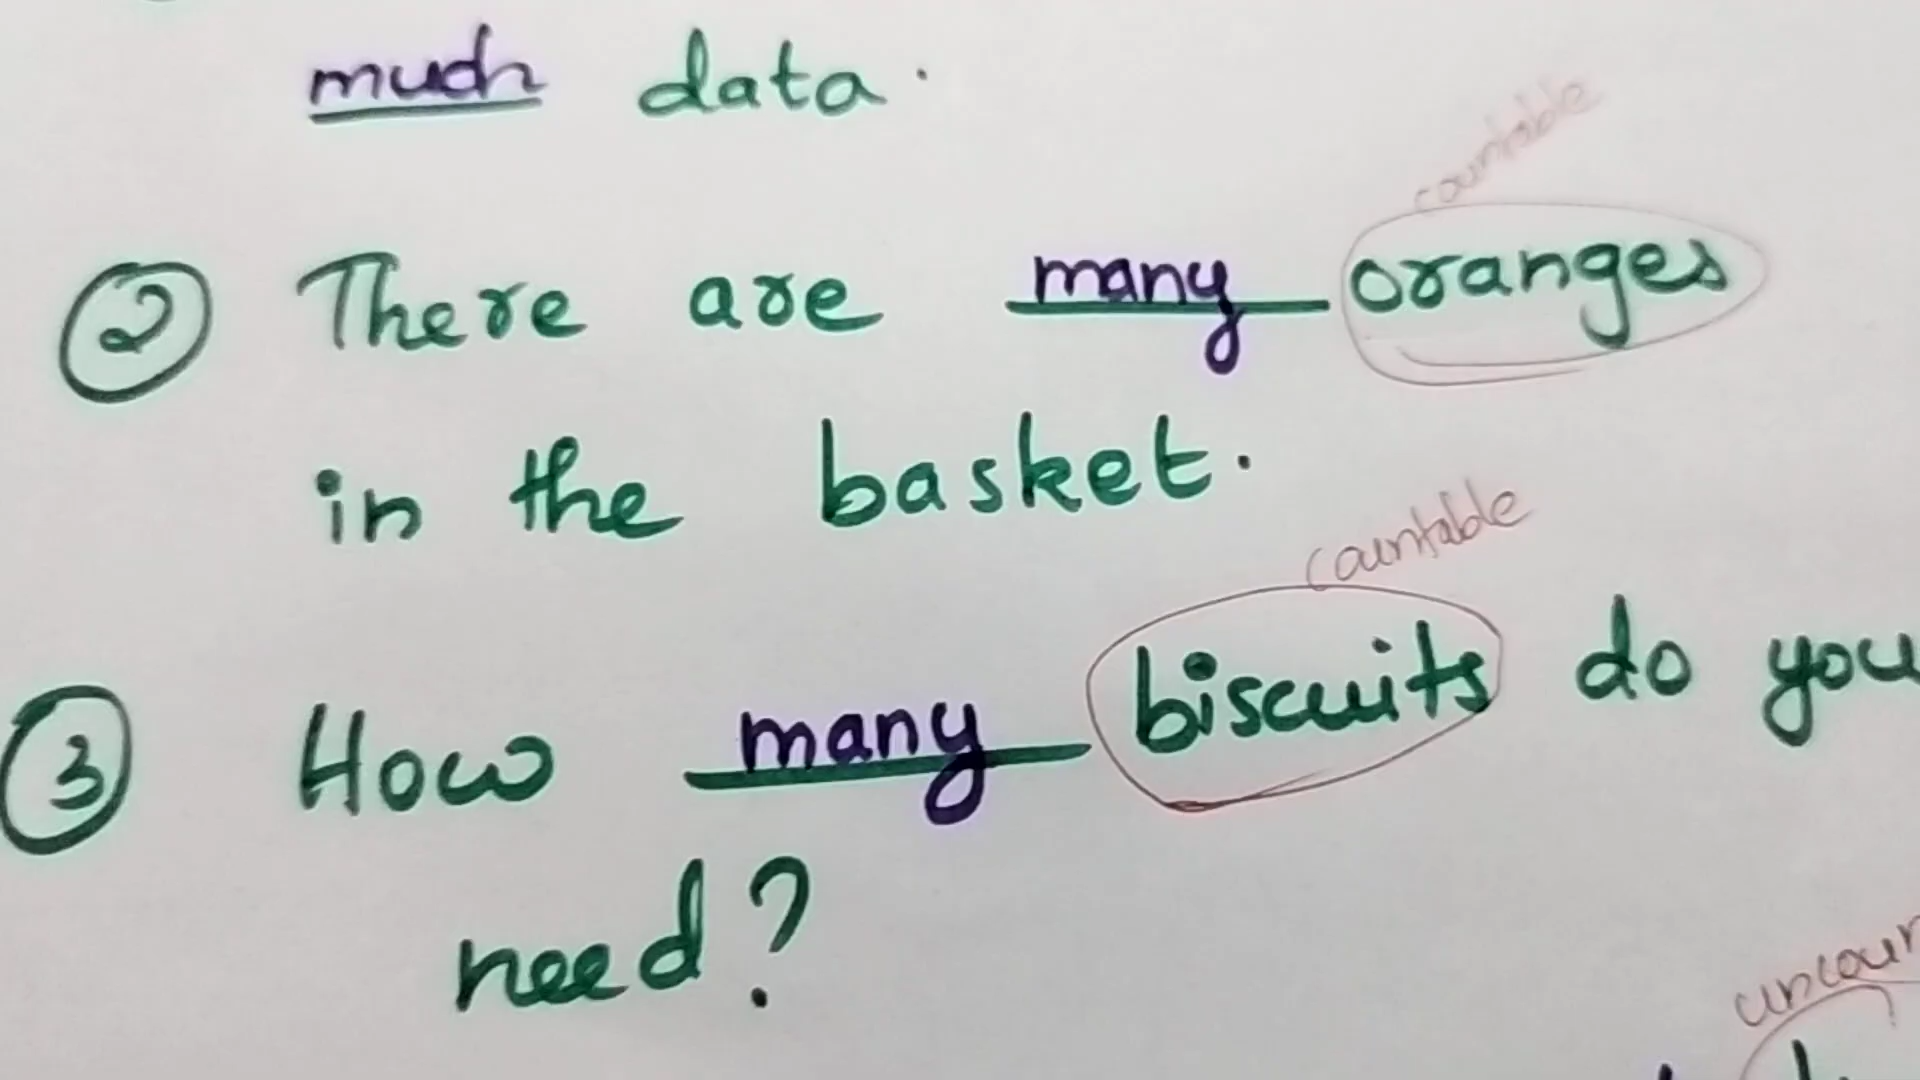 much data.
countable
② There are many oranges
in the basket.
countable
③ How many biscuits do you
need?